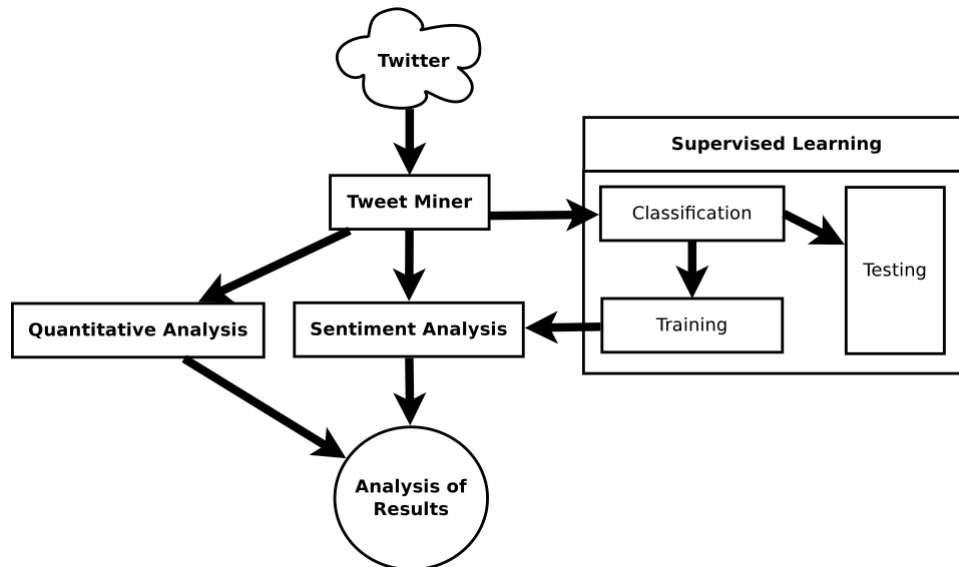 Twitter
Supervised Learning
Tweet Miner
Classification
Testing
Quantitative Analysis
Sentiment Analysis
Training
Analysis of
Results